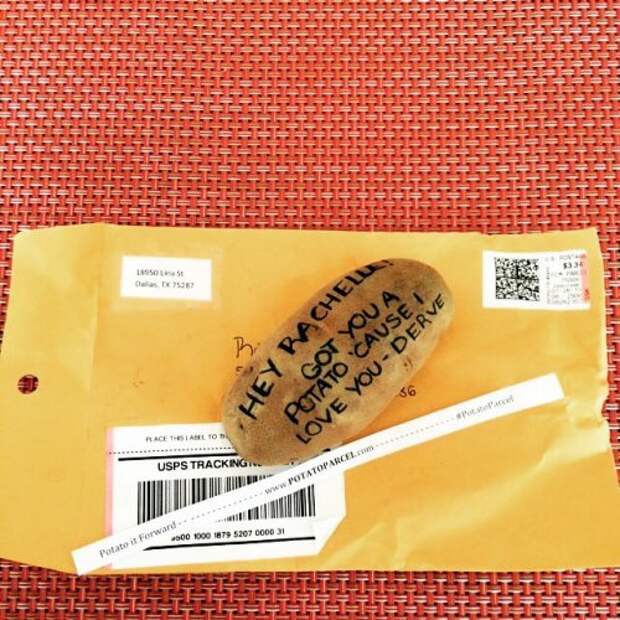 18950 Lina St
Dallas, TX 75287
$3.34
HEY RACHELLE!
GOT YOU A
POTATO 'CAUSE I
LOVE YOU - DERVE
36
PLACE THIS LABEL TO TH
USPS TRACKING
9500 1000 1879 5207 0000 31
Potato it Forward - - - - - - - - - - www.POTATOPARCEL.com - - - - - - - - - - #PotatoParcel